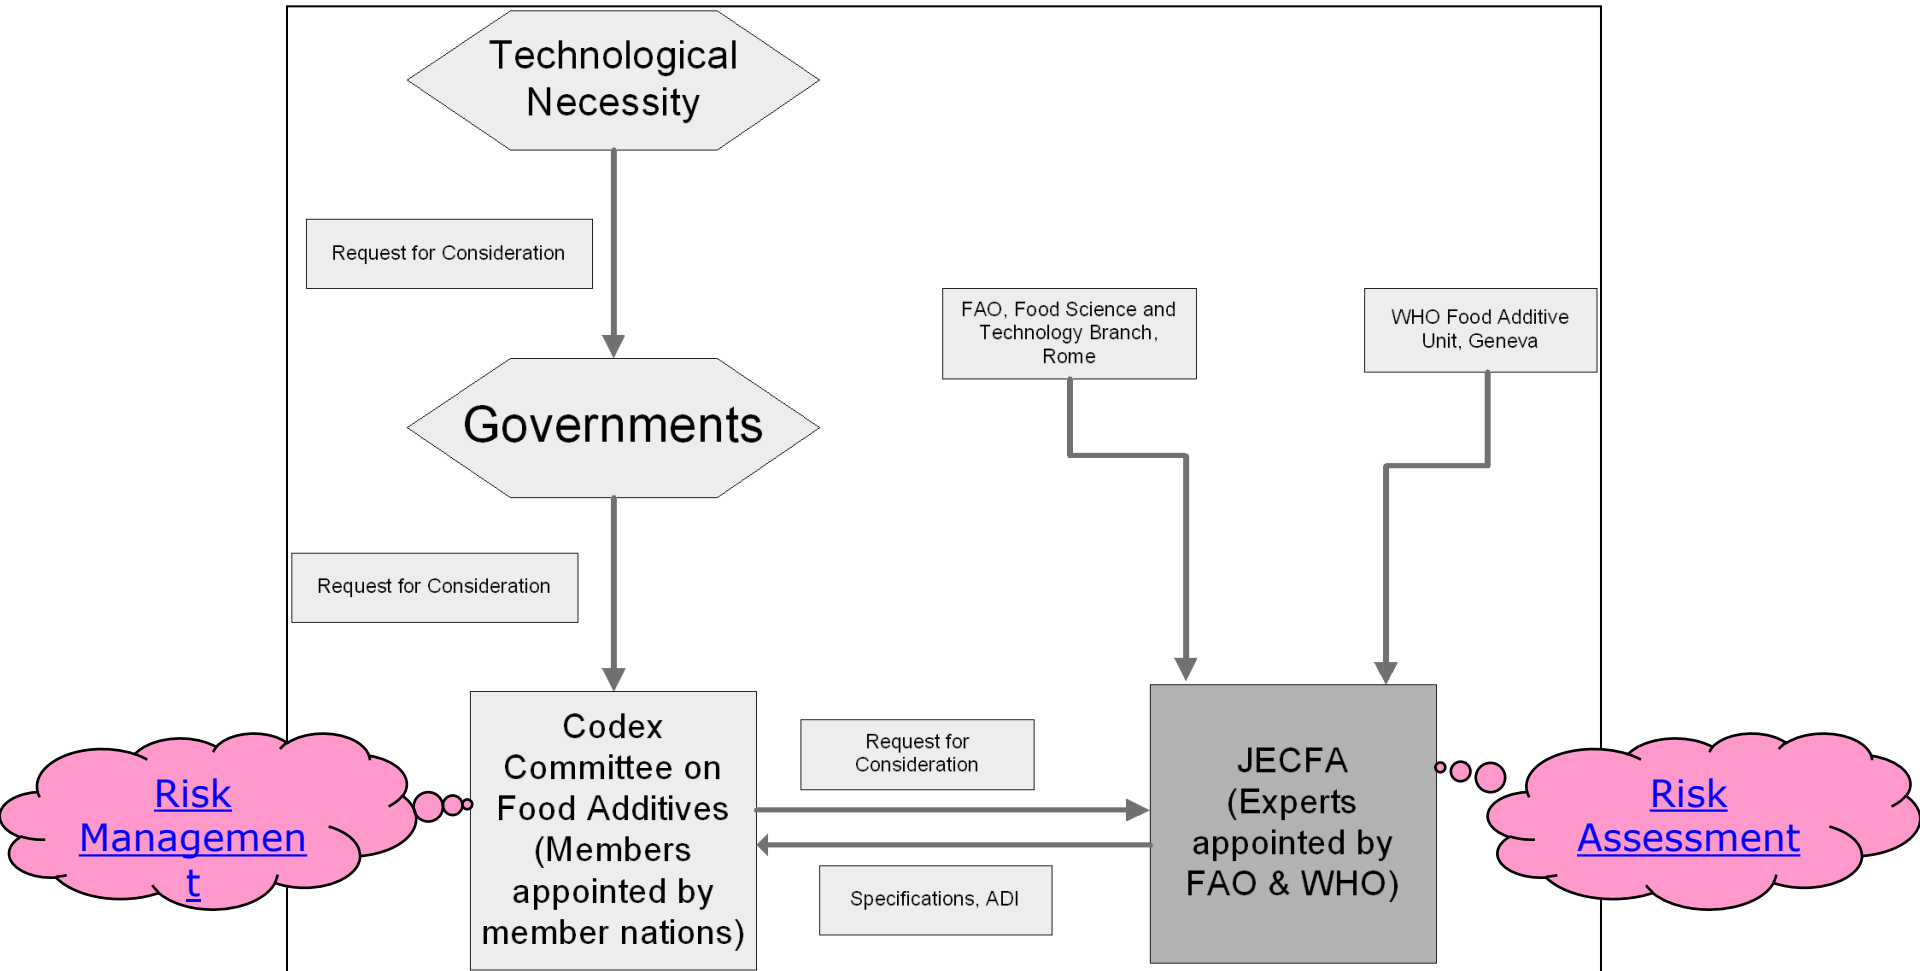 Technological
Necessity
Request for Consideration
FAO, Food Science and
Technology Branch,
Rome
WHO Food Additive
Unit, Geneva
Governments
Request for Consideration
Codex
Committee on
Food Additives
(Members
appointed by
member nations)
Request for
Consideration
Specifications, ADI
JECFA
(Experts
appointed by
FAO & WHO)
Risk
Managemen
t
Risk
Assessment